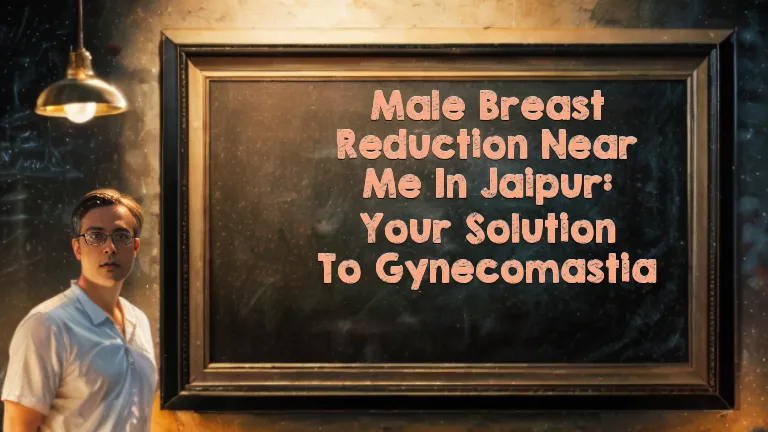 Male Breast
Reduction Near
Me In Jaipur:
Your Solution
To Gynecomastia